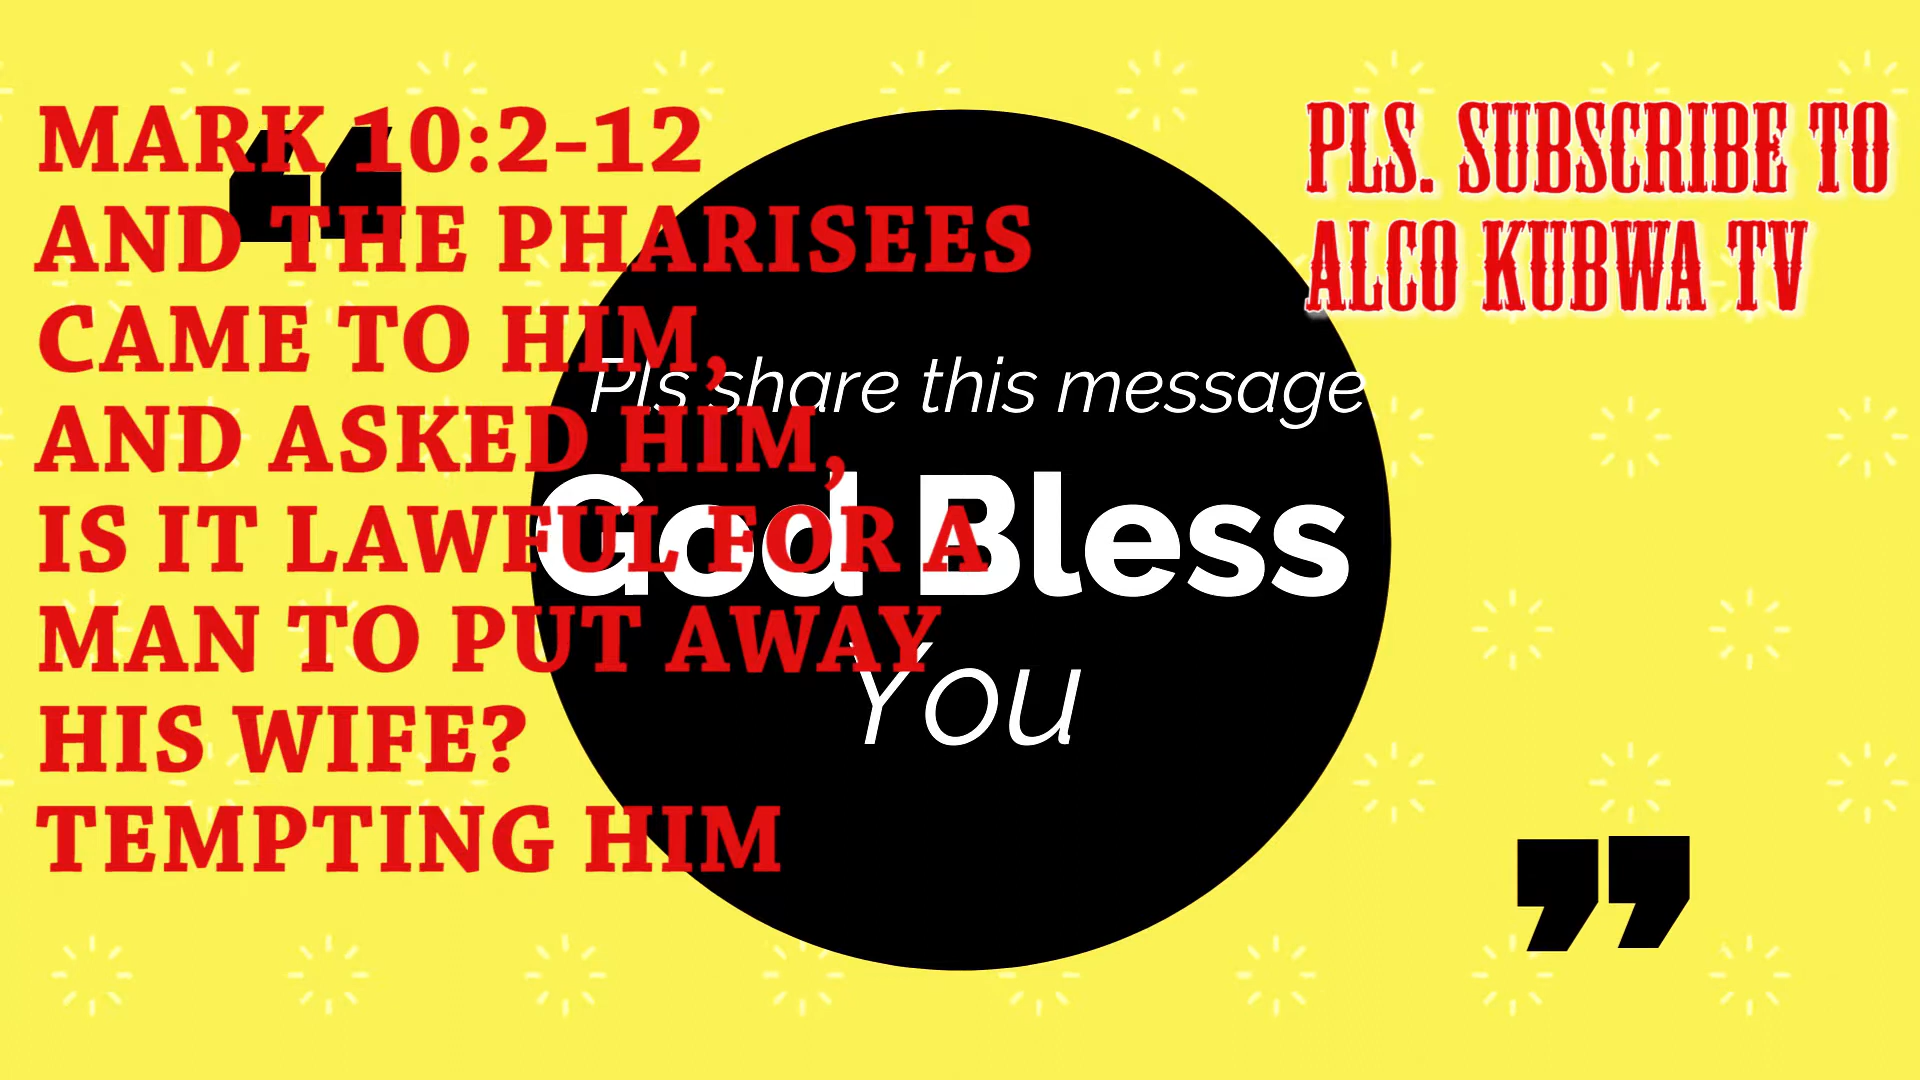 MARK 10:2-12
AND THE PHARISEES
CAME TO HIM,
AND ASKED HIM,
IS IT LAWFUL FOR A
MAN TO PUT AWAY
HIS WIFE?
TEMPTING HIM
Pls share this message
God Bless
You
PLS. SUBSCRIBE TO
ALCO KUBWA TV